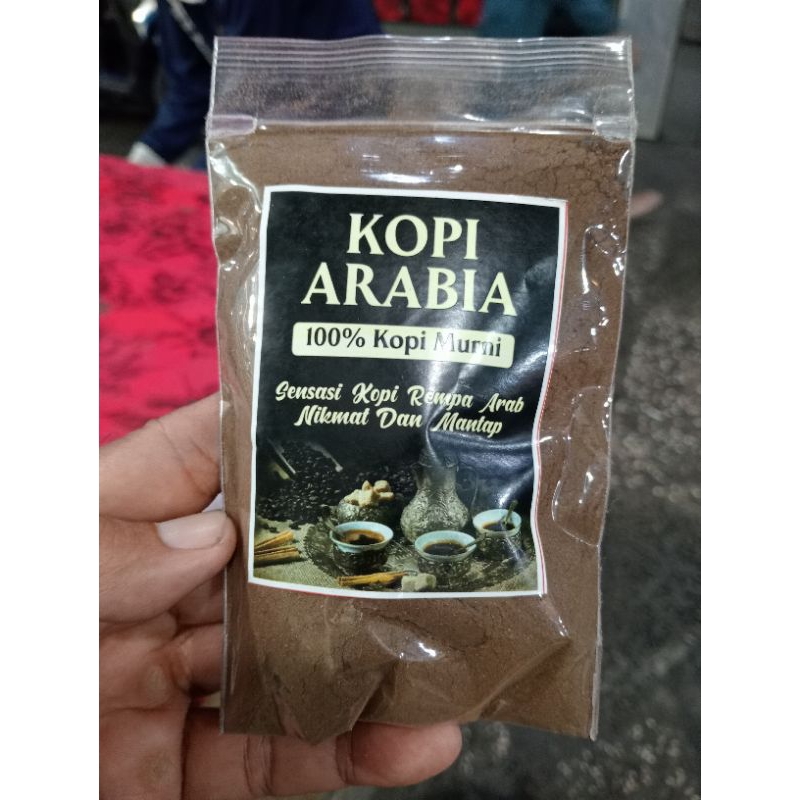 KOPI
ARABIA
100% Kopi Murni
Sensasi Kopi Rempa Arab
Nikmat Dan Mantap